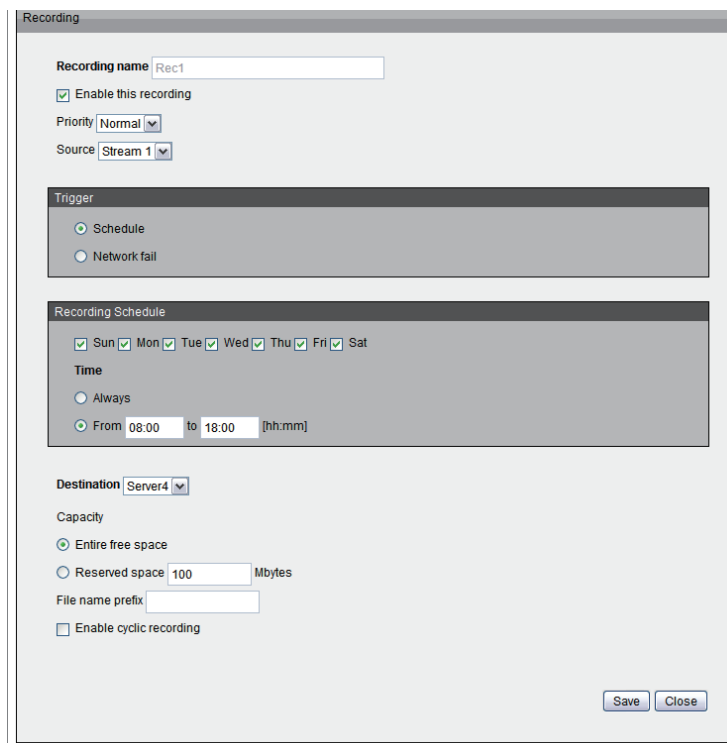 Recording
Recording name Rec1
Enable this recording
Priority Normal
Source Stream 1
Trigger
Schedule
Network fail
Recording Schedule
Sun Mon Tue Wed Thu Fri Sat
Time
Always
From 08:00 to 18:00 [hh:mm]
Destination Server4
Capacity
Entire free space
Reserved space 100 Mbytes
File name prefix
Enable cyclic recording
Save Close